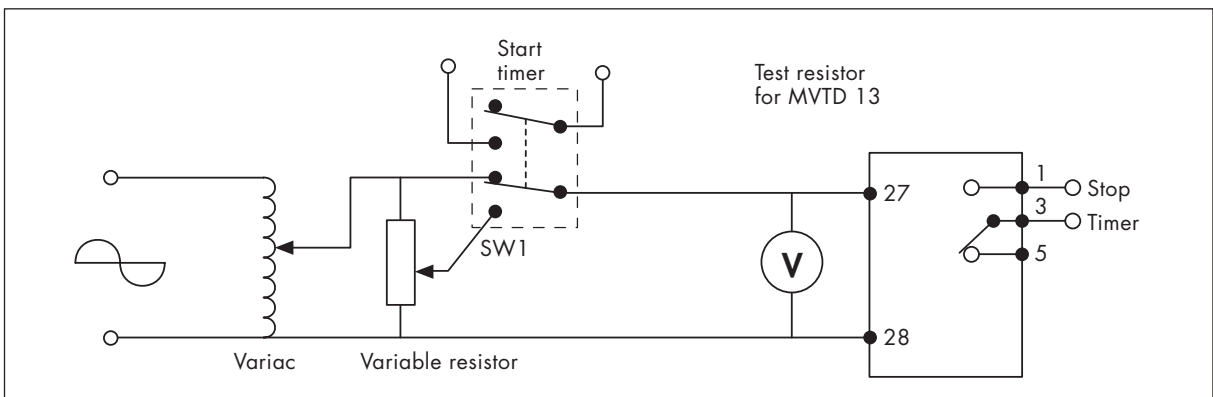 Start
timer
Test resistor
for MVTD 13
1
Stop
27
3
Timer
SW1
V
5
28
Variac
Variable resistor